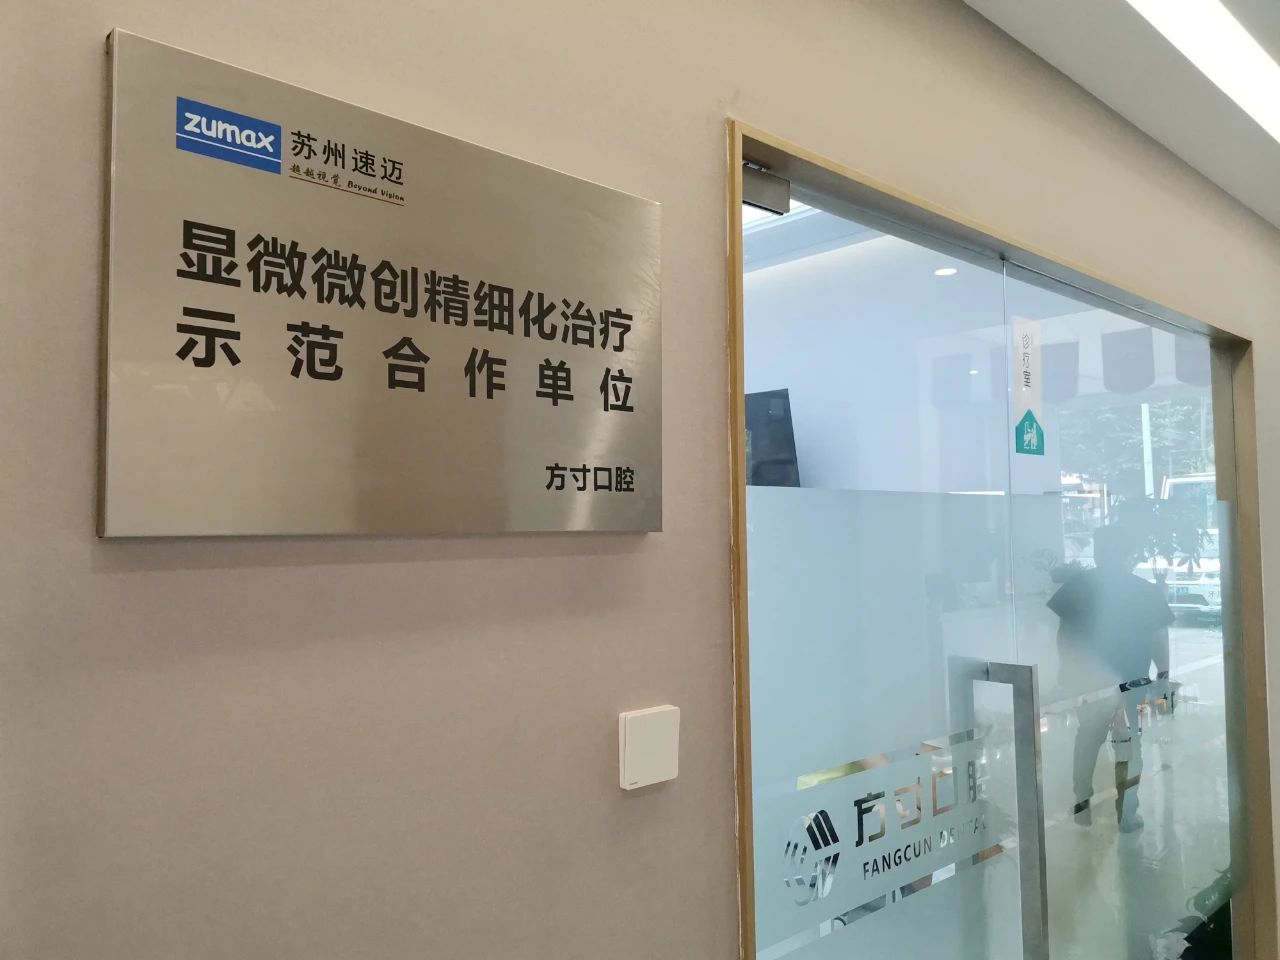 zumax
苏州速迈
超越视觉 Beyond Vision
显微微创精细化治疗
示范合作单位
方寸口腔
诊疗室
方寸口腔
FANGCUN DENTAL